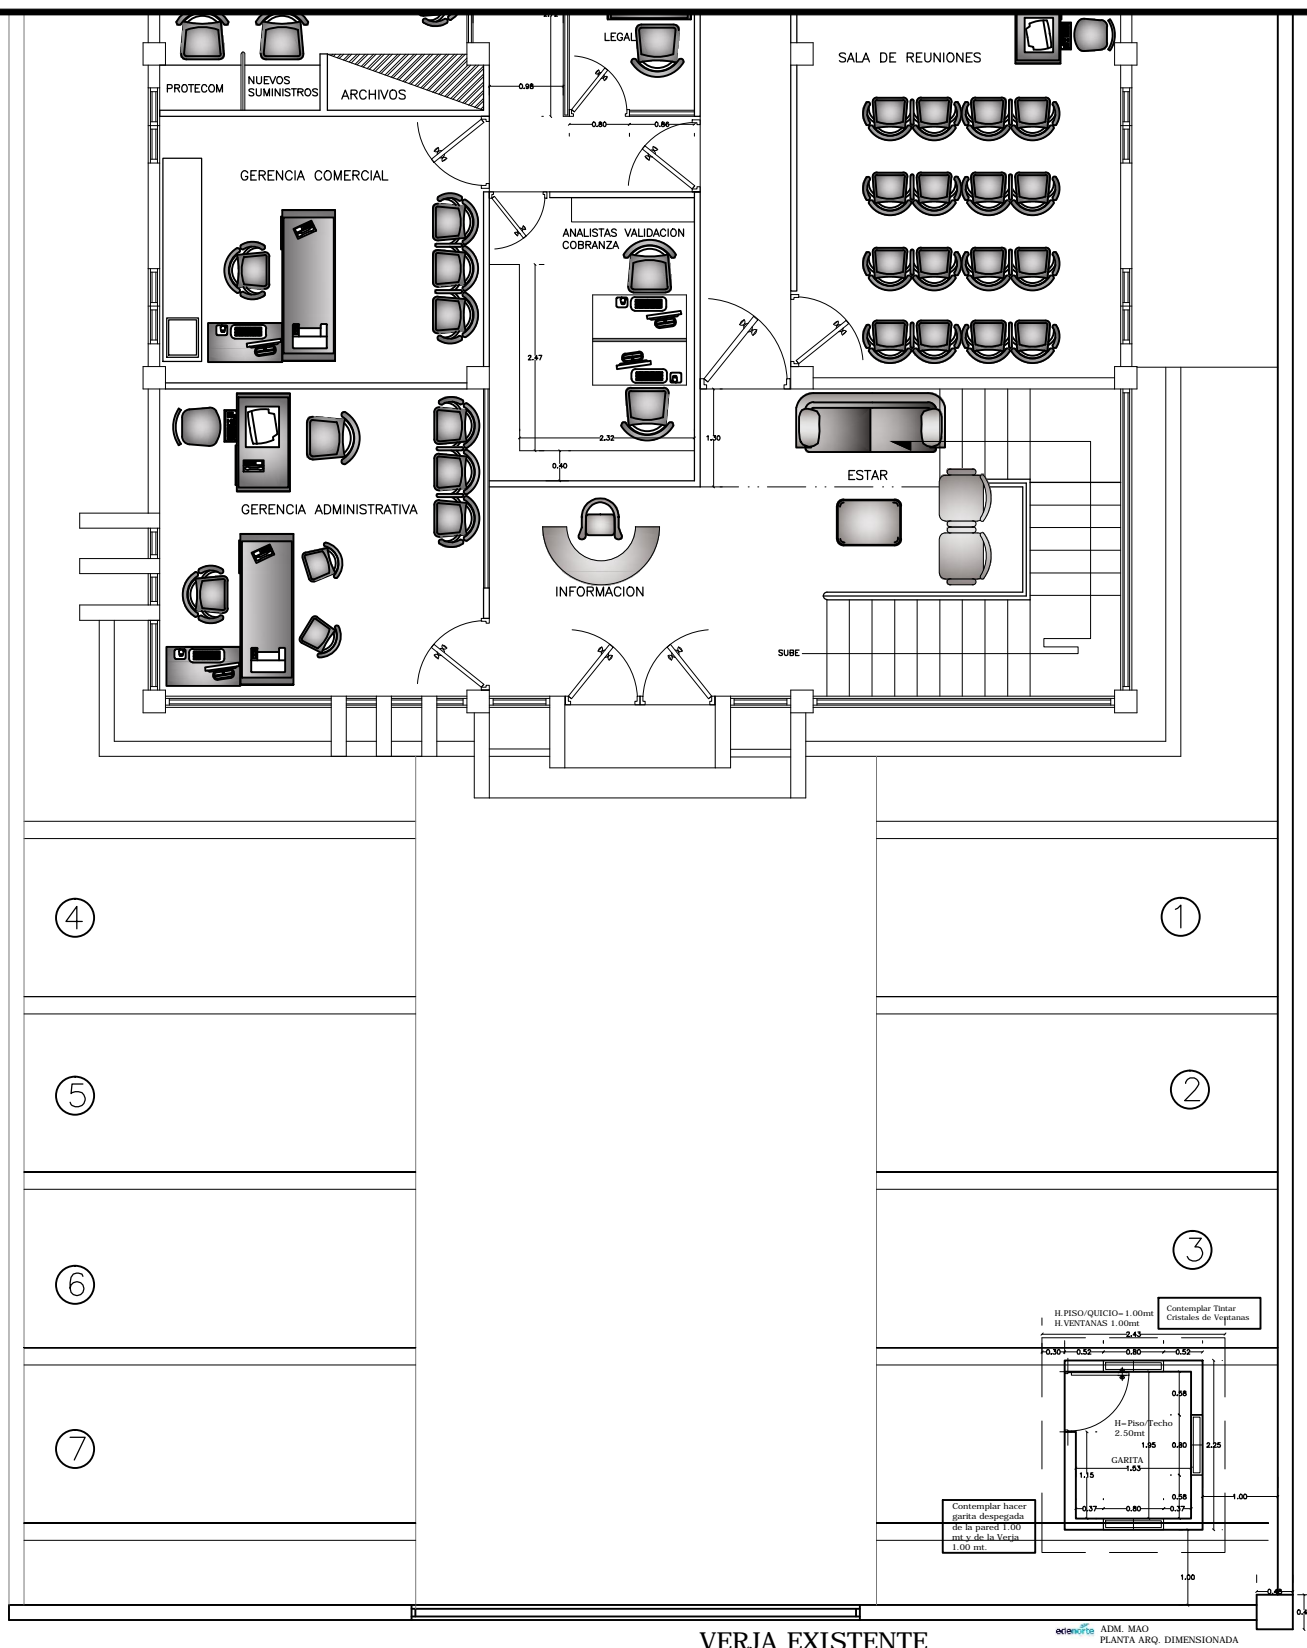 2.72
LEGAL
SALA DE REUNIONES
PROTECOM
NUEVOS
SUMINISTROS
ARCHIVOS
0.98
0.80
0.86
GERENCIA COMERCIAL
ANALISTAS VALIDACION
COBRANZA
2.47
2.32
0.40
1.30
ESTAR
GERENCIA ADMINISTRATIVA
INFORMACION
SUBE
4
1
5
2
6
3
7
H.PISO/QUICIO=1.00mt
H.VENTANAS 1.00mt
Contemplar Tintar
Cristales de Ventanas
2.43
0.30
0.52
0.80
0.52
0.58
H=Piso/Techo
2.50mt
1.95
0.80
2.25
GARITA
1.53
1.15
0.58
1.00
0.37
0.80
0.37
Contemplar hacer
garita despegada
de la pared 1.00
mt y de la Verja
1.00 mt.
1.00
VERJA EXISTENTE
edenorte
ADM. MAO
PLANTA ARQ. DIMENSIONADA